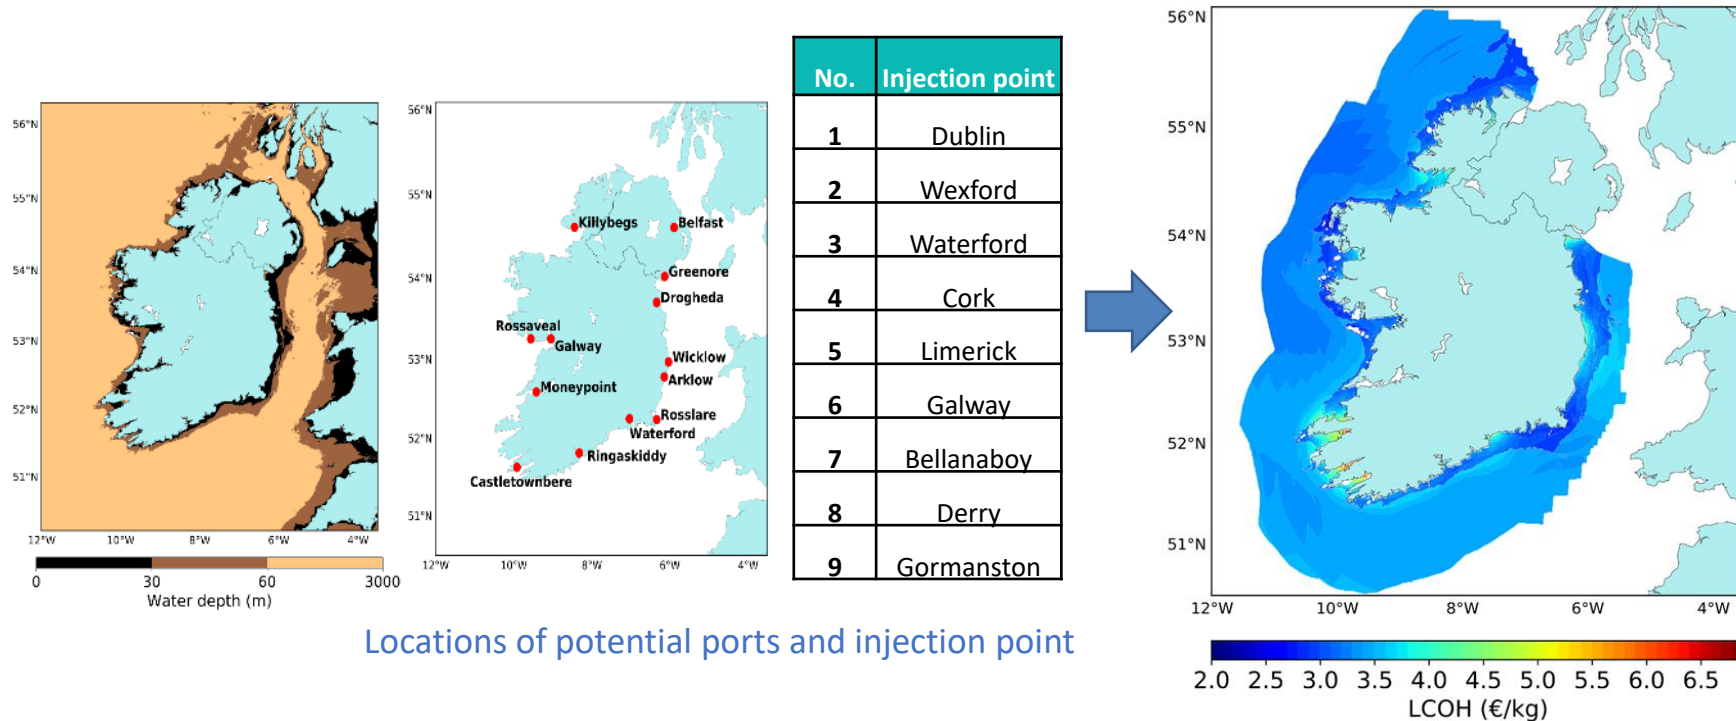 56°N
55°N
54°N
53°N
52°N
51°N
12°W 10°W 8°W 6°W 4°W
0 30 60 3000
Water depth (m)
56°N
55°N
54°N
53°N
52°N
51°N
12°W 10°W 8°W 6°W 4°W
Killybegs
Belfast
Greenore
Drogheda
Rossaveal
Galway
Wicklow
Arklow
Moneypoint
Rosslare
Waterford
Ringaskiddy
Castletownbere
No. Injection point
1 Dublin
2 Wexford
3 Waterford
4 Cork
5 Limerick
6 Galway
7 Bellanaboy
8 Derry
9 Gormanston
Locations of potential ports and injection point
56°N
55°N
54°N
53°N
52°N
51°N
12°W 10°W 8°W 6°W 4°W
2.0 2.5 3.0 3.5 4.0 4.5 5.0 5.5 6.0 6.5
LCOH (€/kg)